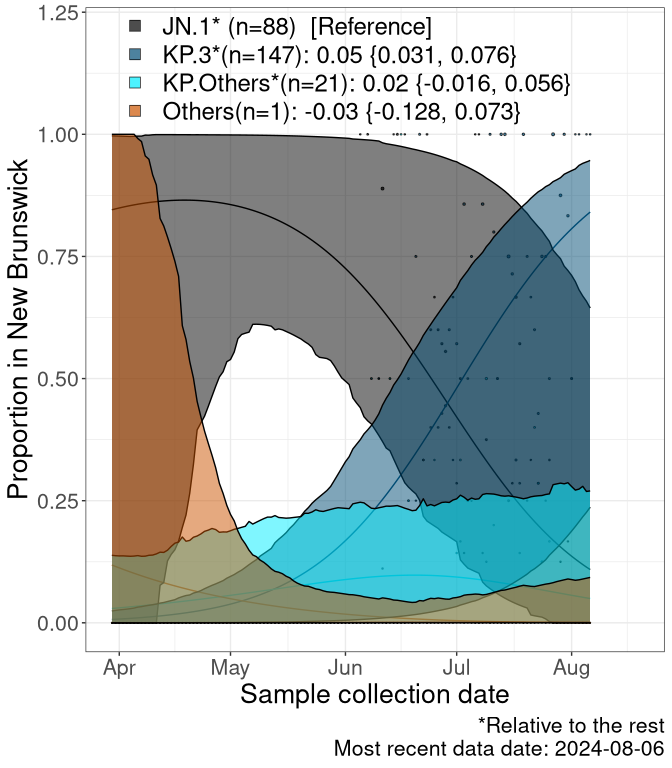 JN.1* (n=88)  [Reference]
KP.3*(n=147): 0.05 {0.031, 0.076}
KP.Others*(n=21): 0.02 {-0.016, 0.056}
Others(n=1): -0.03 {-0.128, 0.073}
1.25
1.00
0.75
0.50
0.25
0.00
Proportion in New Brunswick
Apr May Jun Jul Aug
Sample collection date
*Relative to the rest
Most recent data date: 2024-08-06